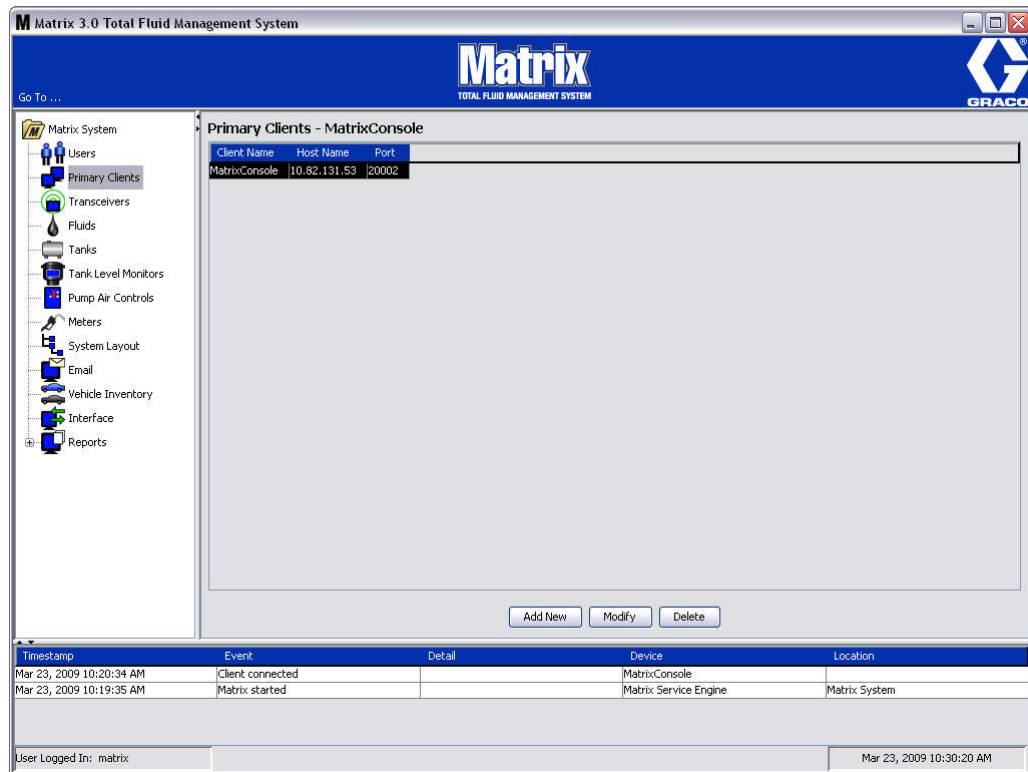 M Matrix 3.0 Total Fluid Management System
Matrix
TOTAL FLUID MANAGEMENT SYSTEM
G
GRACO
®
Go To ...
Matrix System
Users
Primary Clients
Transceivers
Fluids
Tanks
Tank Level Monitors
Pump Air Controls
Meters
System Layout
Email
Vehicle Inventory
Interface
Reports
Primary Clients - MatrixConsole
Client Name Host Name Port
MatrixConsole 10.82.131.53 20002
Add New Modify Delete
Timestamp Event Detail Device Location
Mar 23, 2009 10:20:34 AM Client connected MatrixConsole
Mar 23, 2009 10:19:35 AM Matrix started Matrix Service Engine Matrix System
User Logged In: matrix Mar 23, 2009 10:30:20 AM